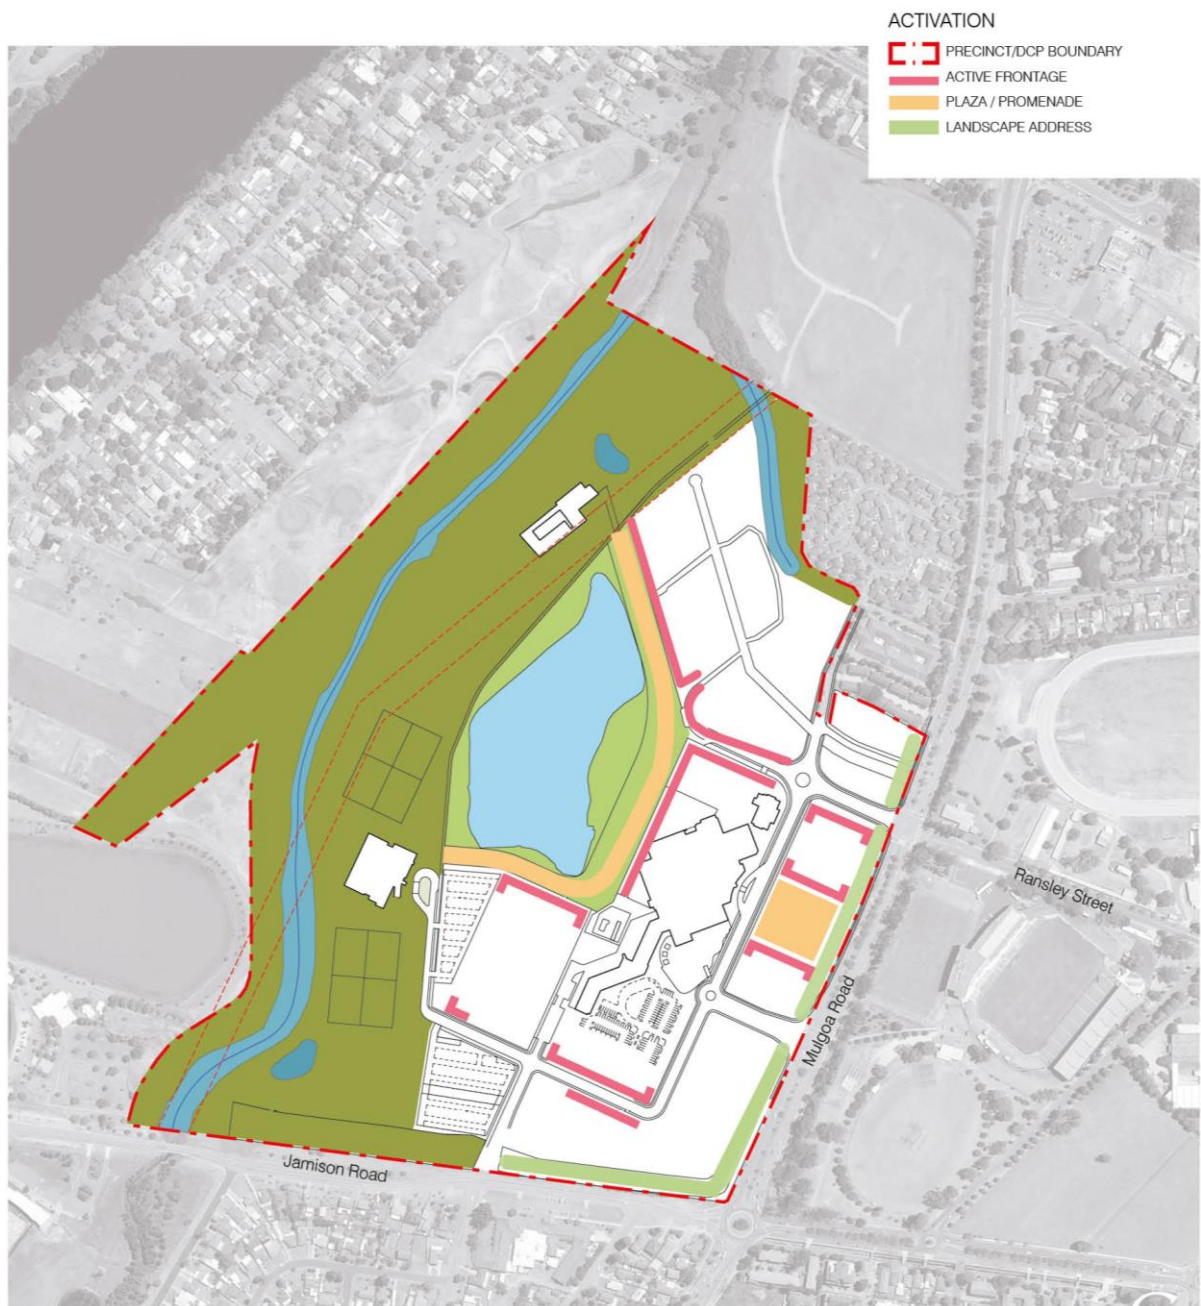 ACTIVATION
PRECINCT/DCP BOUNDARY
ACTIVE FRONTAGE
PLAZA / PROMENADE
LANDSCAPE ADDRESS
Ransley Street
Mulgoa Road
Jamison Road